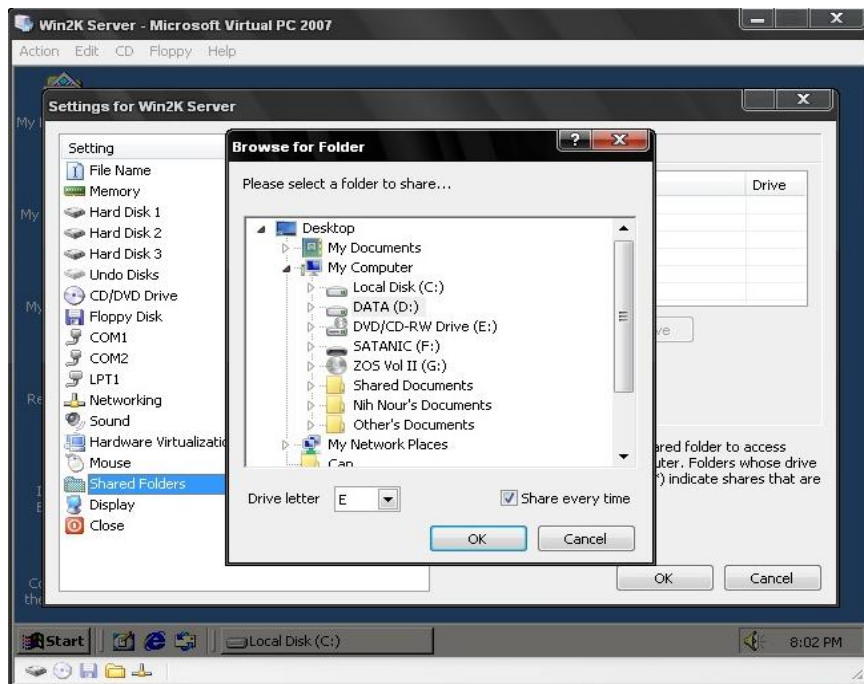 Win2K Server - Microsoft Virtual PC 2007
Action Edit CD Floppy Help
Settings for Win2K Server
Setting
File Name
Memory
Hard Disk 1
Hard Disk 2
Hard Disk 3
Undo Disks
CD/DVD Drive
Floppy Disk
COM1
COM2
LPT1
Networking
Sound
Hardware Virtualizatio
Mouse
Shared Folders
Display
Close
Browse for Folder
Please select a folder to share...
Desktop
My Documents
My Computer
Local Disk (C:)
DATA (D:)
DVD/CD-RW Drive (E:)
SATANIC (F:)
ZOS Vol II (G:)
Shared Documents
Nih Nour's Documents
Other's Documents
My Network Places
Drive letter E Share every time
OK Cancel
Drive
ared folder to access
uter. Folders whose drive
*) indicate shares that are
OK Cancel
My
My
Re
Start Local Disk (C:) 8:02 PM